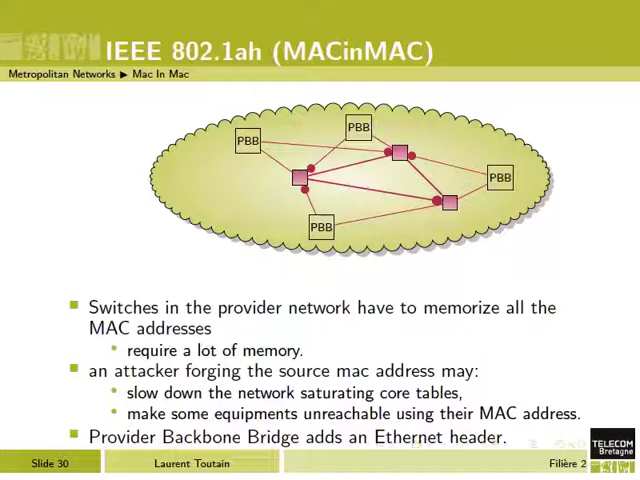 IEEE 802.1ah (MACinMAC)
Metropolitan Networks ▶ Mac In Mac
PBB
PBB
PBB
PBB
Switches in the provider network have to memorize all the
MAC addresses
require a lot of memory.
an attacker forging the source mac address may:
slow down the network saturating core tables,
make some equipments unreachable using their MAC address.
Provider Backbone Bridge adds an Ethernet header.
TELECOM
Bretagne
Slide 30
Laurent Toutain
Filière 2